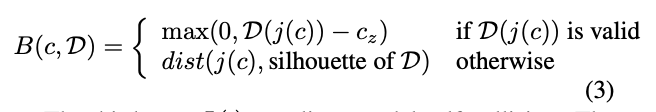 B(c, D) = { max(0, D(j(c)) − c_z) if D(j(c)) is valid
dist(j(c), silhouette of D) otherwise
(3)